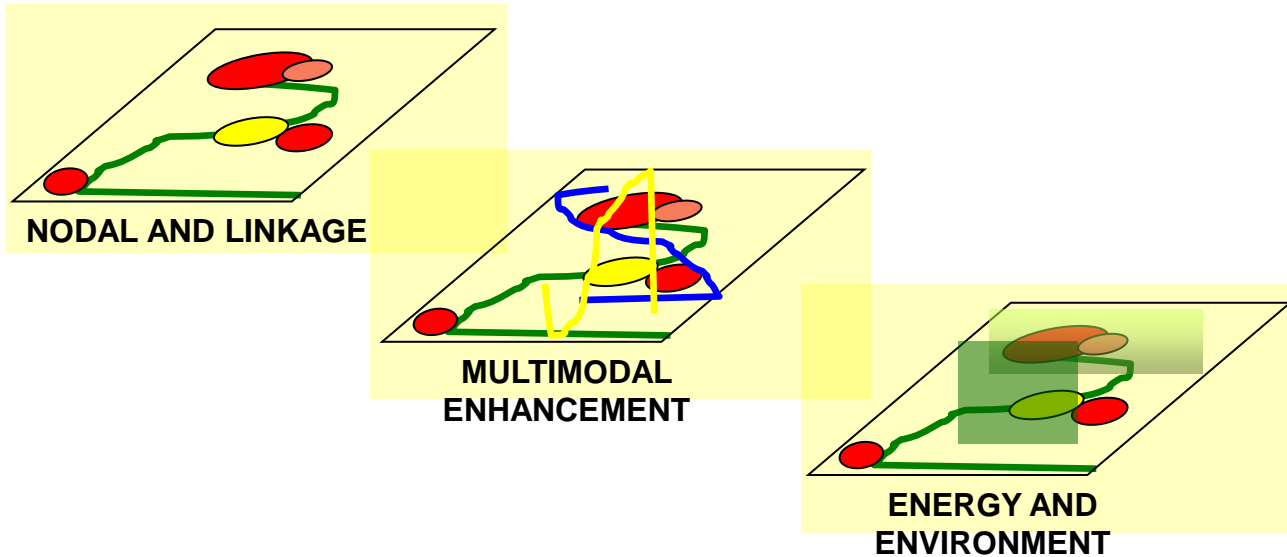 NODAL AND LINKAGE
MULTIMODAL
ENHANCEMENT
ENERGY AND
ENVIRONMENT